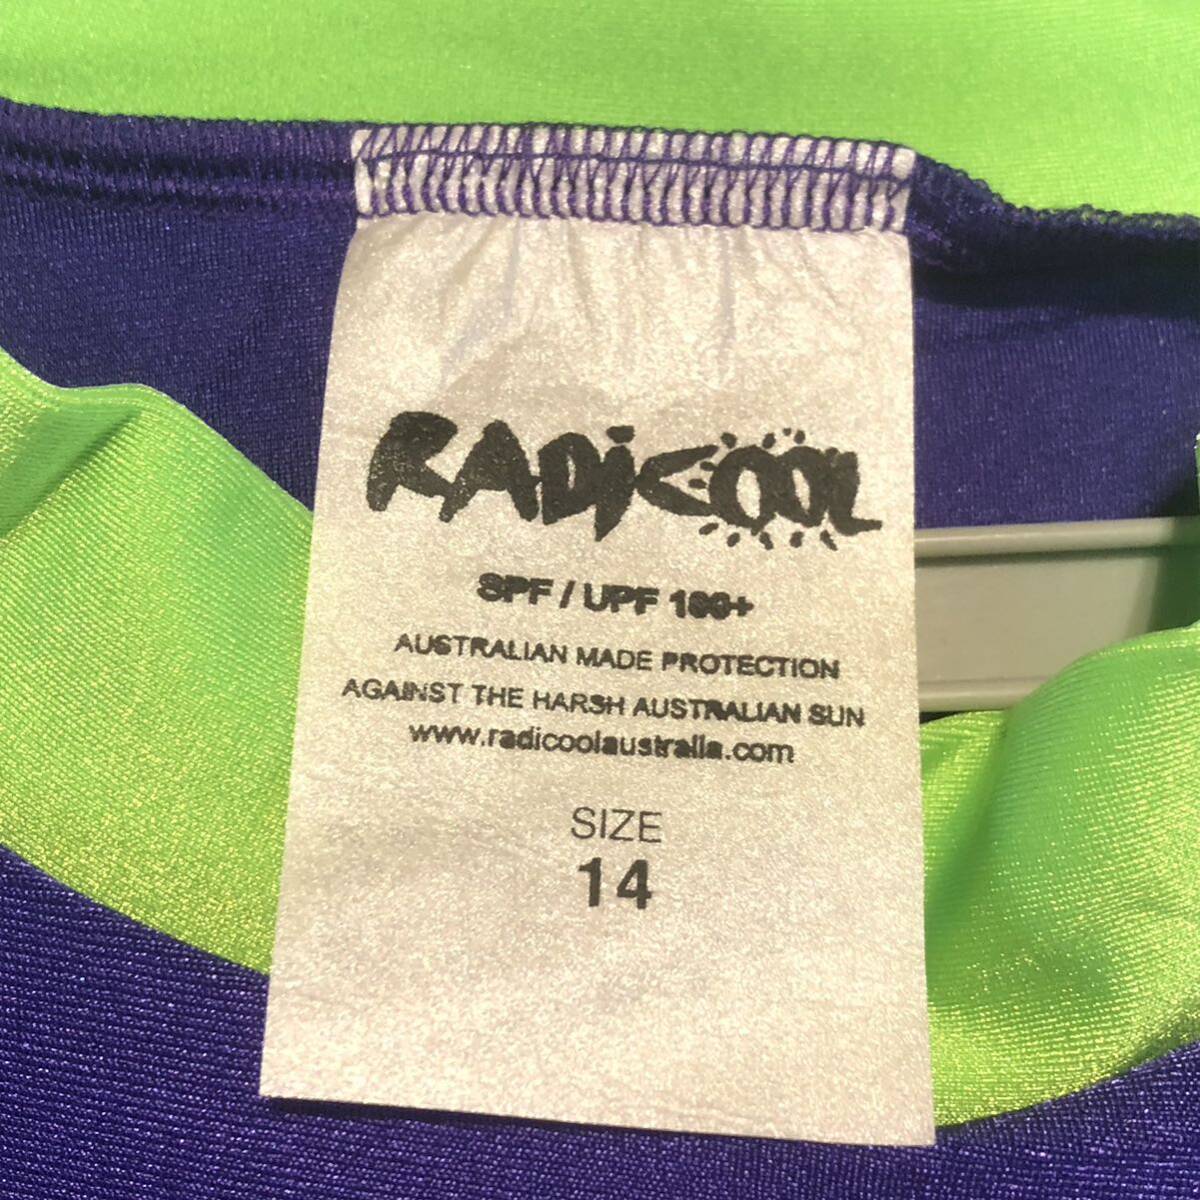 RADiCOOL
SPF / UPF 100+
AUSTRALIAN MADE PROTECTION
AGAINST THE HARSH AUSTRALIAN SUN
www.radicoolaustralia.com
SIZE
14